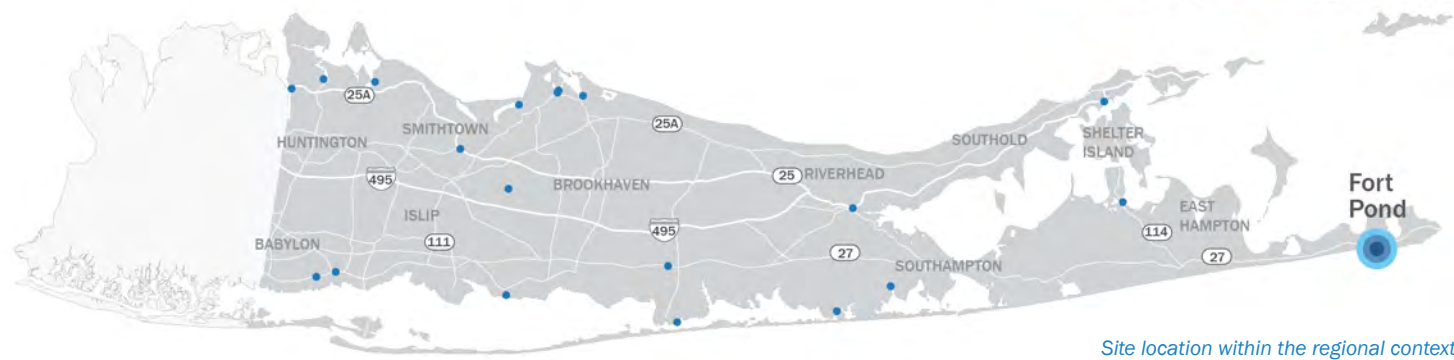 25A
HUNTINGTON
SMITHTOWN
495
ISLIP
111
BABYLON
BROOKHAVEN
25A
495
25
RIVERHEAD
27
SOUTHAMPTON
SOUTHOLD
SHELTER
ISLAND
114
EAST
HAMPTON
27
Fort
Pond
Site location within the regional context